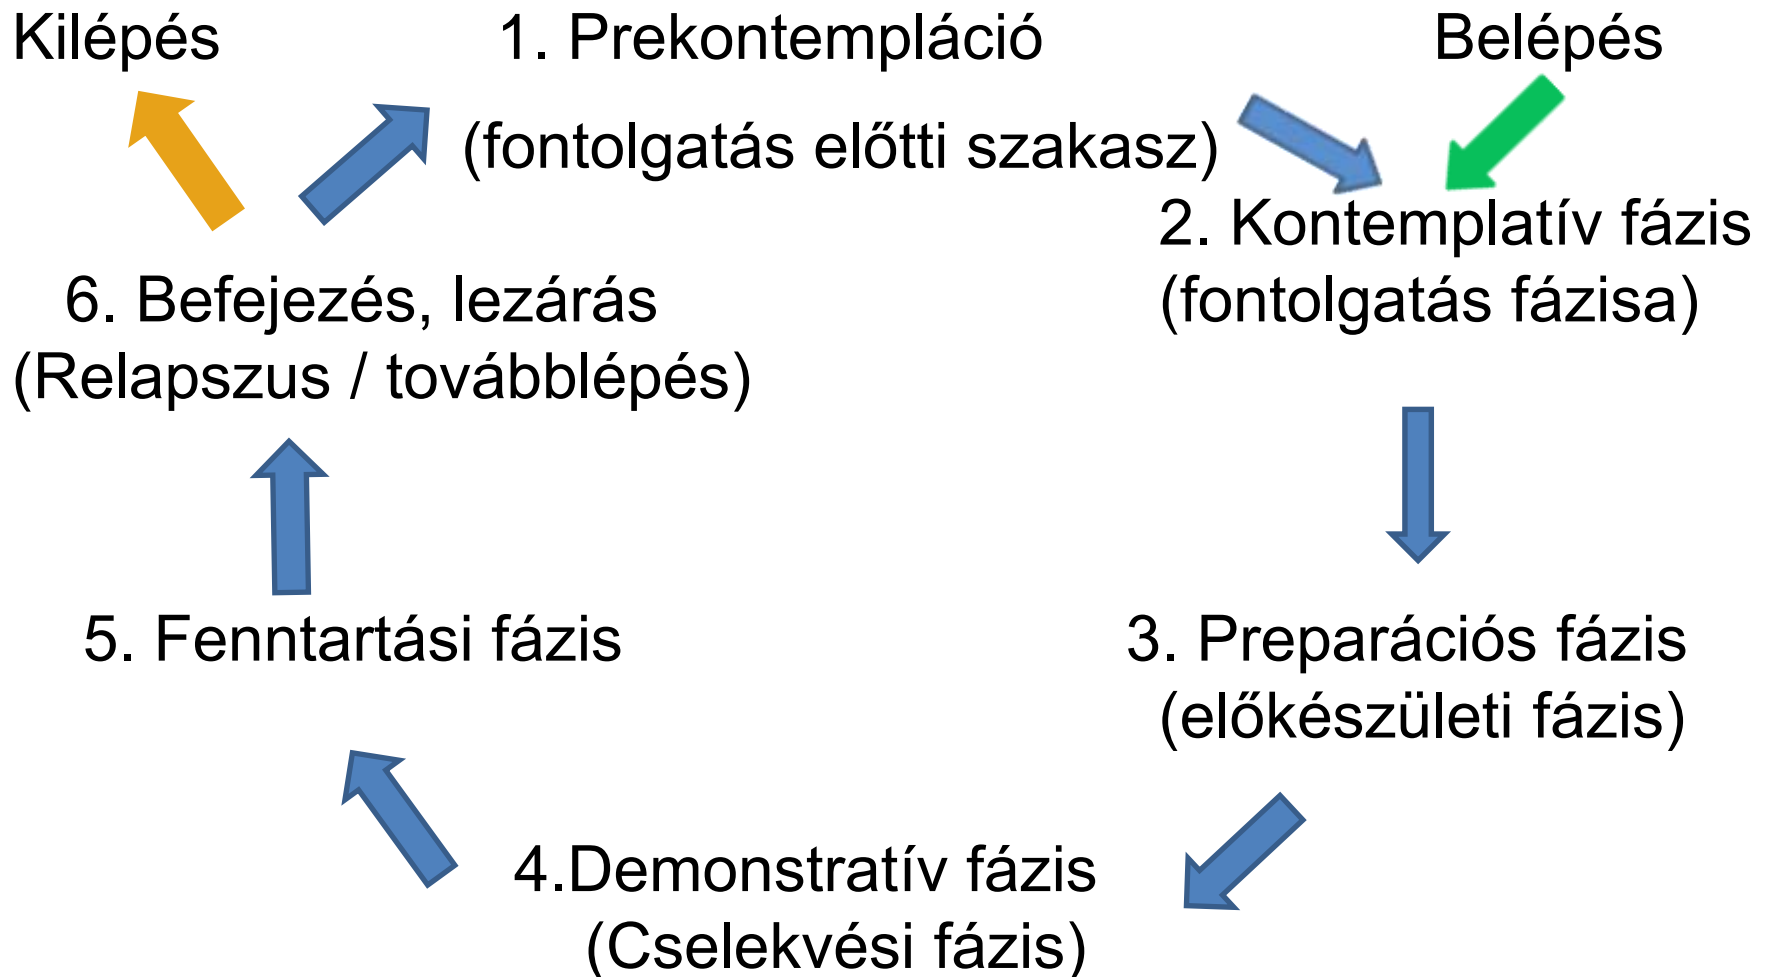 Kilépés
1. Prekontempláció
(fontolgatás előtti szakasz)
Belépés
2. Kontemplatív fázis
(fontolgatás fázisa)
3. Preparációs fázis
(előkészületi fázis)
4.Demonstratív fázis
(Cselekvési fázis)
5. Fenntartási fázis
6. Befejezés, lezárás
(Relapszus / továbblépés)